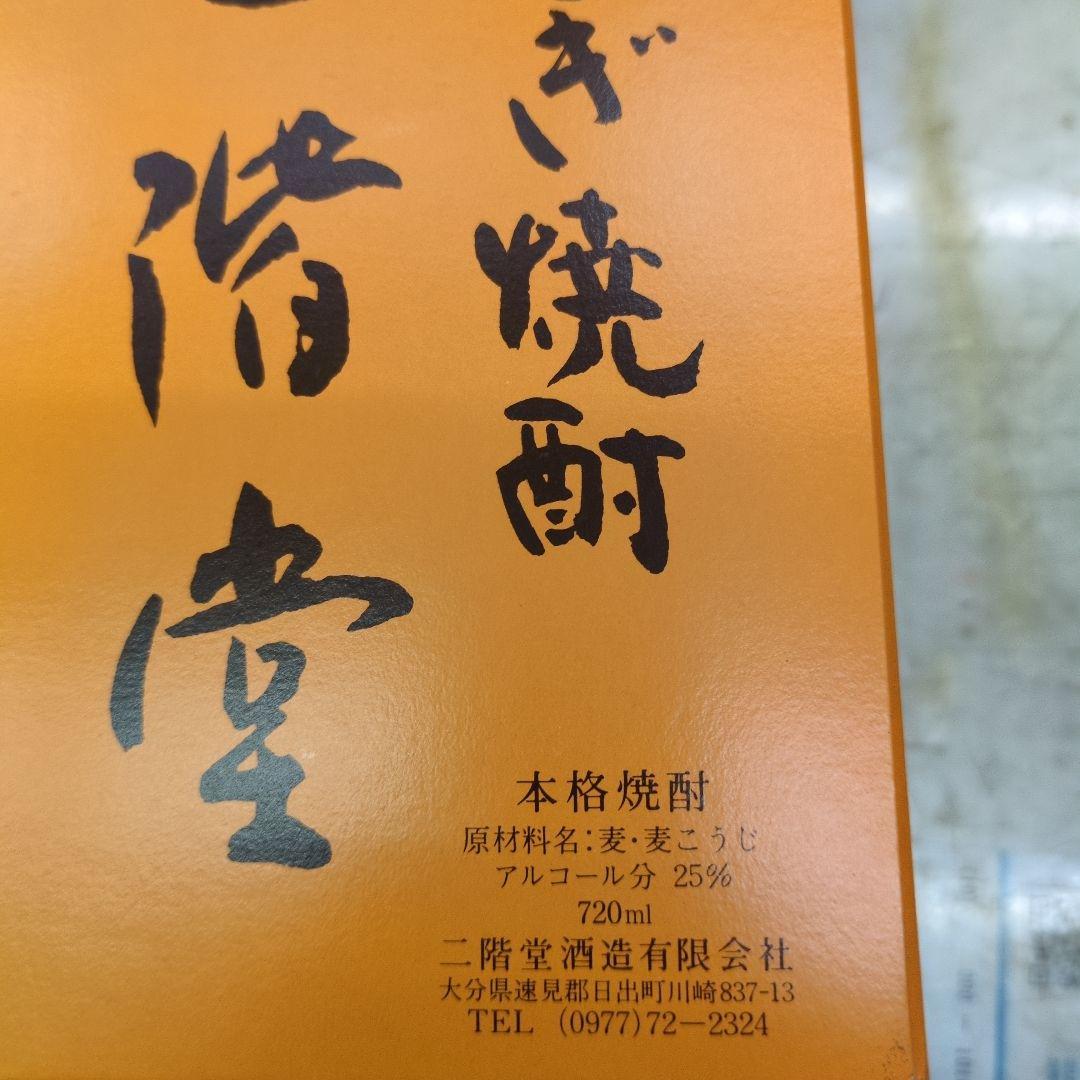 ぎ焼酎
階堂
本格焼酎
原材料名:麦・麦こうじ
アルコール分 25%
720ml
二階堂酒造有限会社
大分県速見郡日出町川崎837-13
TEL (0977)72-2324